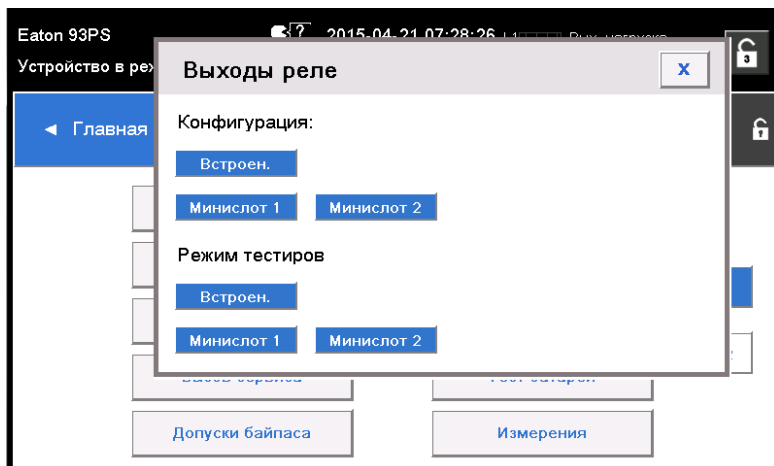 Eaton 93PS
2015-04-21 07:28:26
Устройство в
3
Выходы реле
X
◄ Главная
Конфигурация:
Встроен.
Минислот 1 Минислот 2
Режим тестиров
Встроен.
Минислот 1 Минислот 2
Допуски байпаса
Измерения